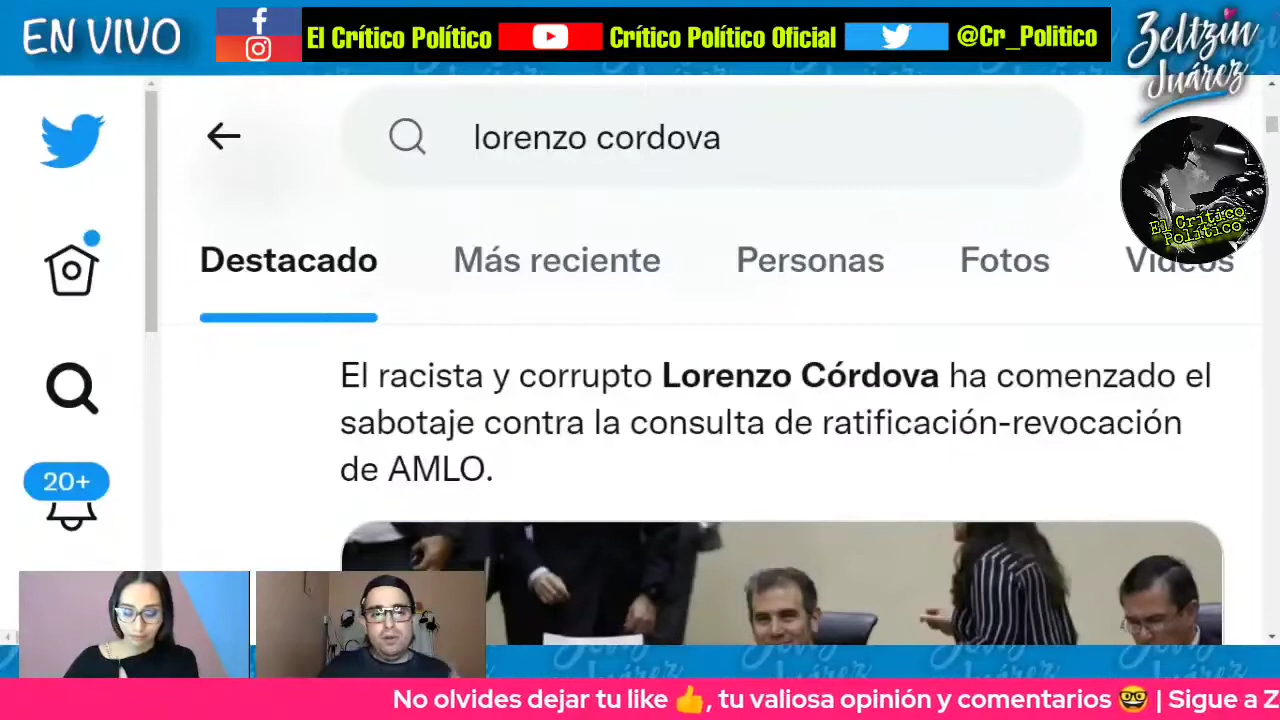 EN VIVO
El Crítico Político
Crítico Político Oficial
@Cr_Politico
Zeltzin
Juárez
lorenzo cordova
El Crítico
Político
Destacado
Más reciente
Personas
Fotos
Videos
El racista y corrupto Lorenzo Córdova ha comenzado el
sabotaje contra la consulta de ratificación-revocación
de AMLO.
20+
No olvides dejar tu like 👍, tu valiosa opinión y comentarios 🤓 | Sigue a Z